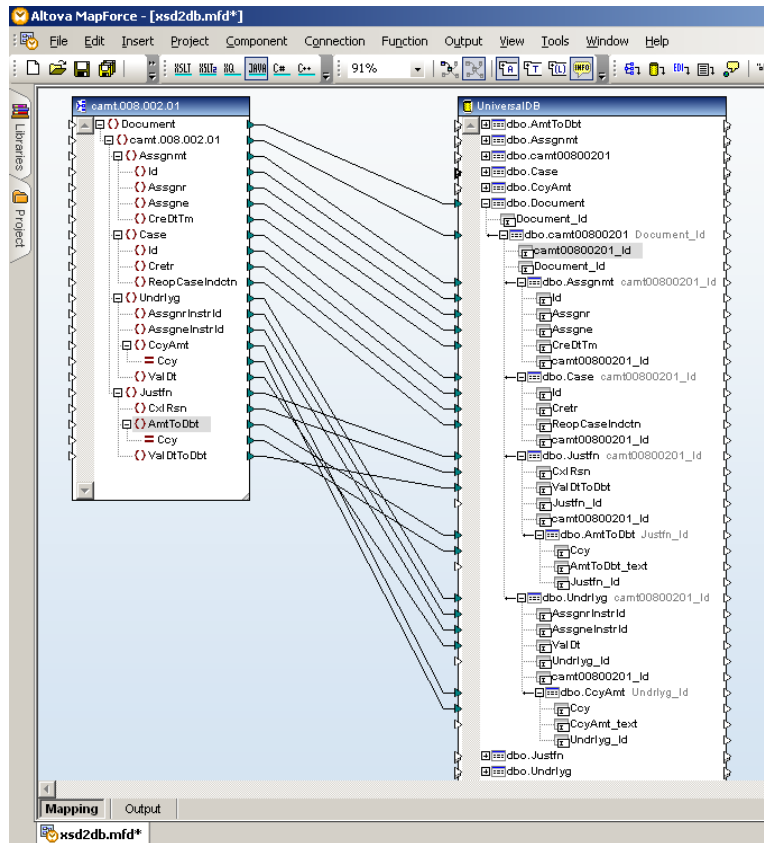 Altova MapForce - [xsd2db.mfd*]
File Edit Insert Project Component Connection Function Output View Tools Window Help
XSLT XSLT2 XQ JAVA C# C++ 91%
Libraries
Project
camt.008.002.01
Document
camt.008.002.01
Assgnmt
Id
Assgnr
Assgne
CreDtTm
Case
Id
Cretr
ReopCaseIndctn
Undrlyg
AssgnrInstrId
AssgneInstrId
CcyAmt
Ccy
ValDt
Justfn
CxlRsn
AmtToDbt
Ccy
ValDtToDbt
UniversalDB
dbo.AmtToDbt
dbo.Assgnmt
dbo.camt00800201
dbo.Case
dbo.CcyAmt
dbo.Document
Document_Id
dbo.camt00800201 Document_Id
camt00800201_Id
Document_Id
dbo.Assgnmt camt00800201_Id
Id
Assgnr
Assgne
CreDtTm
camt00800201_Id
dbo.Case camt00800201_Id
Id
Cretr
ReopCaseIndctn
camt00800201_Id
dbo.Justfn camt00800201_Id
CxlRsn
ValDtToDbt
Justfn_Id
camt00800201_Id
dbo.AmtToDbt Justfn_Id
Ccy
AmtToDbt_text
Justfn_Id
dbo.Undrlyg camt00800201_Id
AssgnrInstrId
AssgneInstrId
ValDt
Undrlyg_Id
camt00800201_Id
dbo.CcyAmt Undrlyg_Id
Ccy
CcyAmt_text
Undrlyg_Id
dbo.Justfn
dbo.Undrlyg
Mapping Output
xsd2db.mfd*